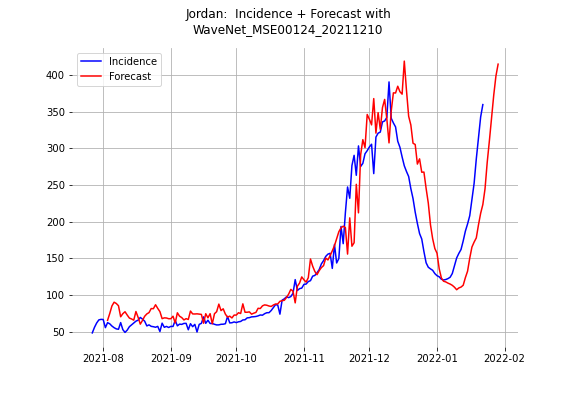 Jordan:  Incidence + Forecast with
WaveNet_MSE00124_20211210
Incidence
Forecast
400
350
300
250
200
150
100
50
2021-08 2021-09 2021-10 2021-11 2021-12 2022-01 2022-02